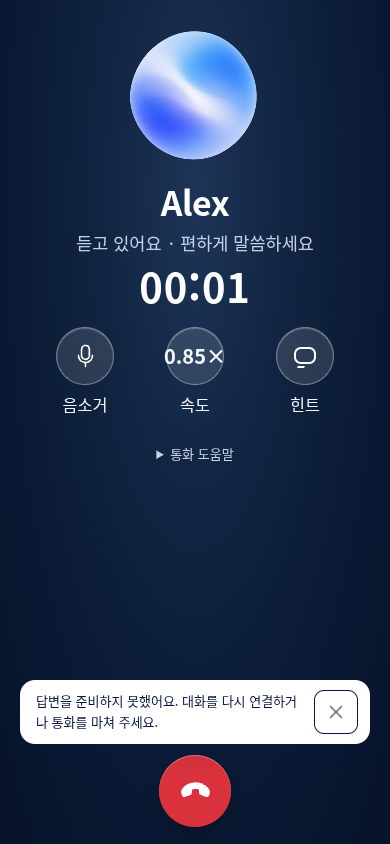 Alex
듣고 있어요 · 편하게 말씀하세요
00:01
0.85×
음소거
속도
힌트
▶ 통화 도움말
답변을 준비하지 못했어요. 대화를 다시 연결하거
나 통화를 마쳐 주세요.